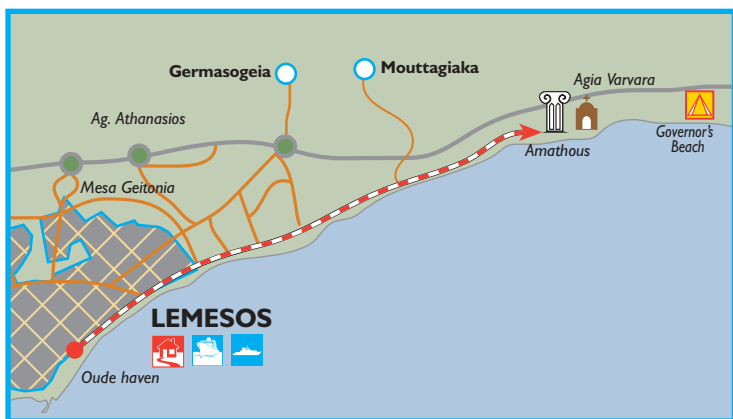 Germasogeia
Mouttagiaka
Agia Varvara
Ag. Athanasios
Governor's
Beach
Amathous
Mesa Geitonia
LEMESOS
Oude haven